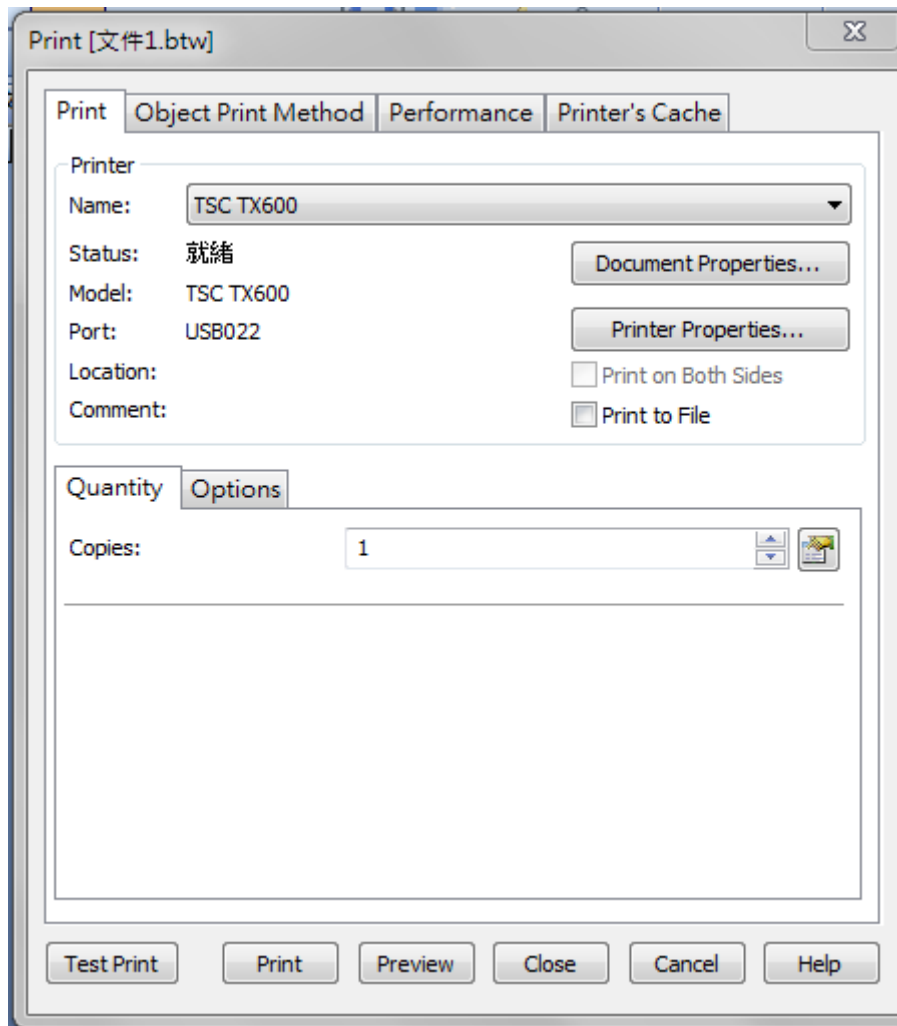 Print [文件1.btw]
Print Object Print Method Performance Printer's Cache
Printer
Name: TSC TX600
Status: 就緒
Document Properties...
Model: TSC TX600
Port: USB022
Printer Properties...
Location:
Print on Both Sides
Comment:
Print to File
Quantity Options
Copies: 1
Test Print Print Preview Close Cancel Help